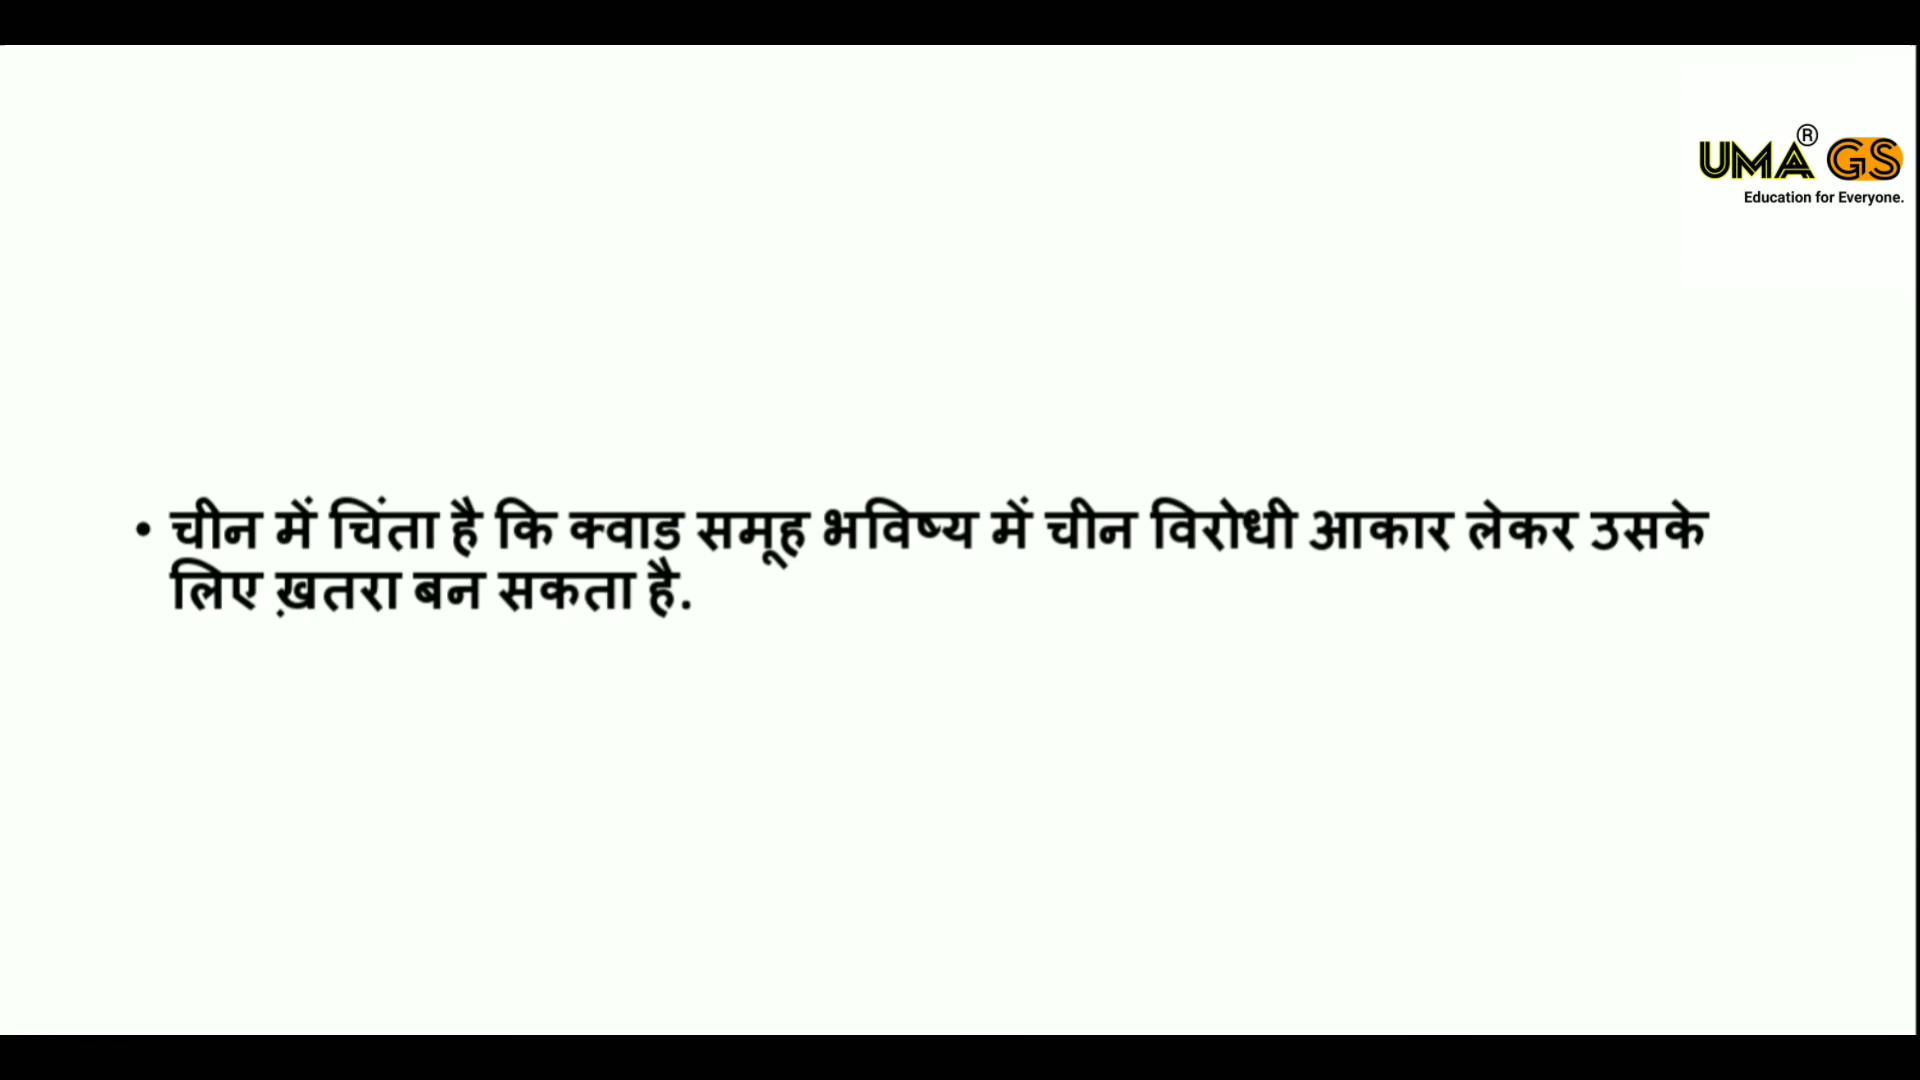 UMA® GS
Education for Everyone.
• चीन में चिंता है कि क्वाड समूह भविष्य में चीन विरोधी आकार लेकर उसके
लिए ख़तरा बन सकता है.